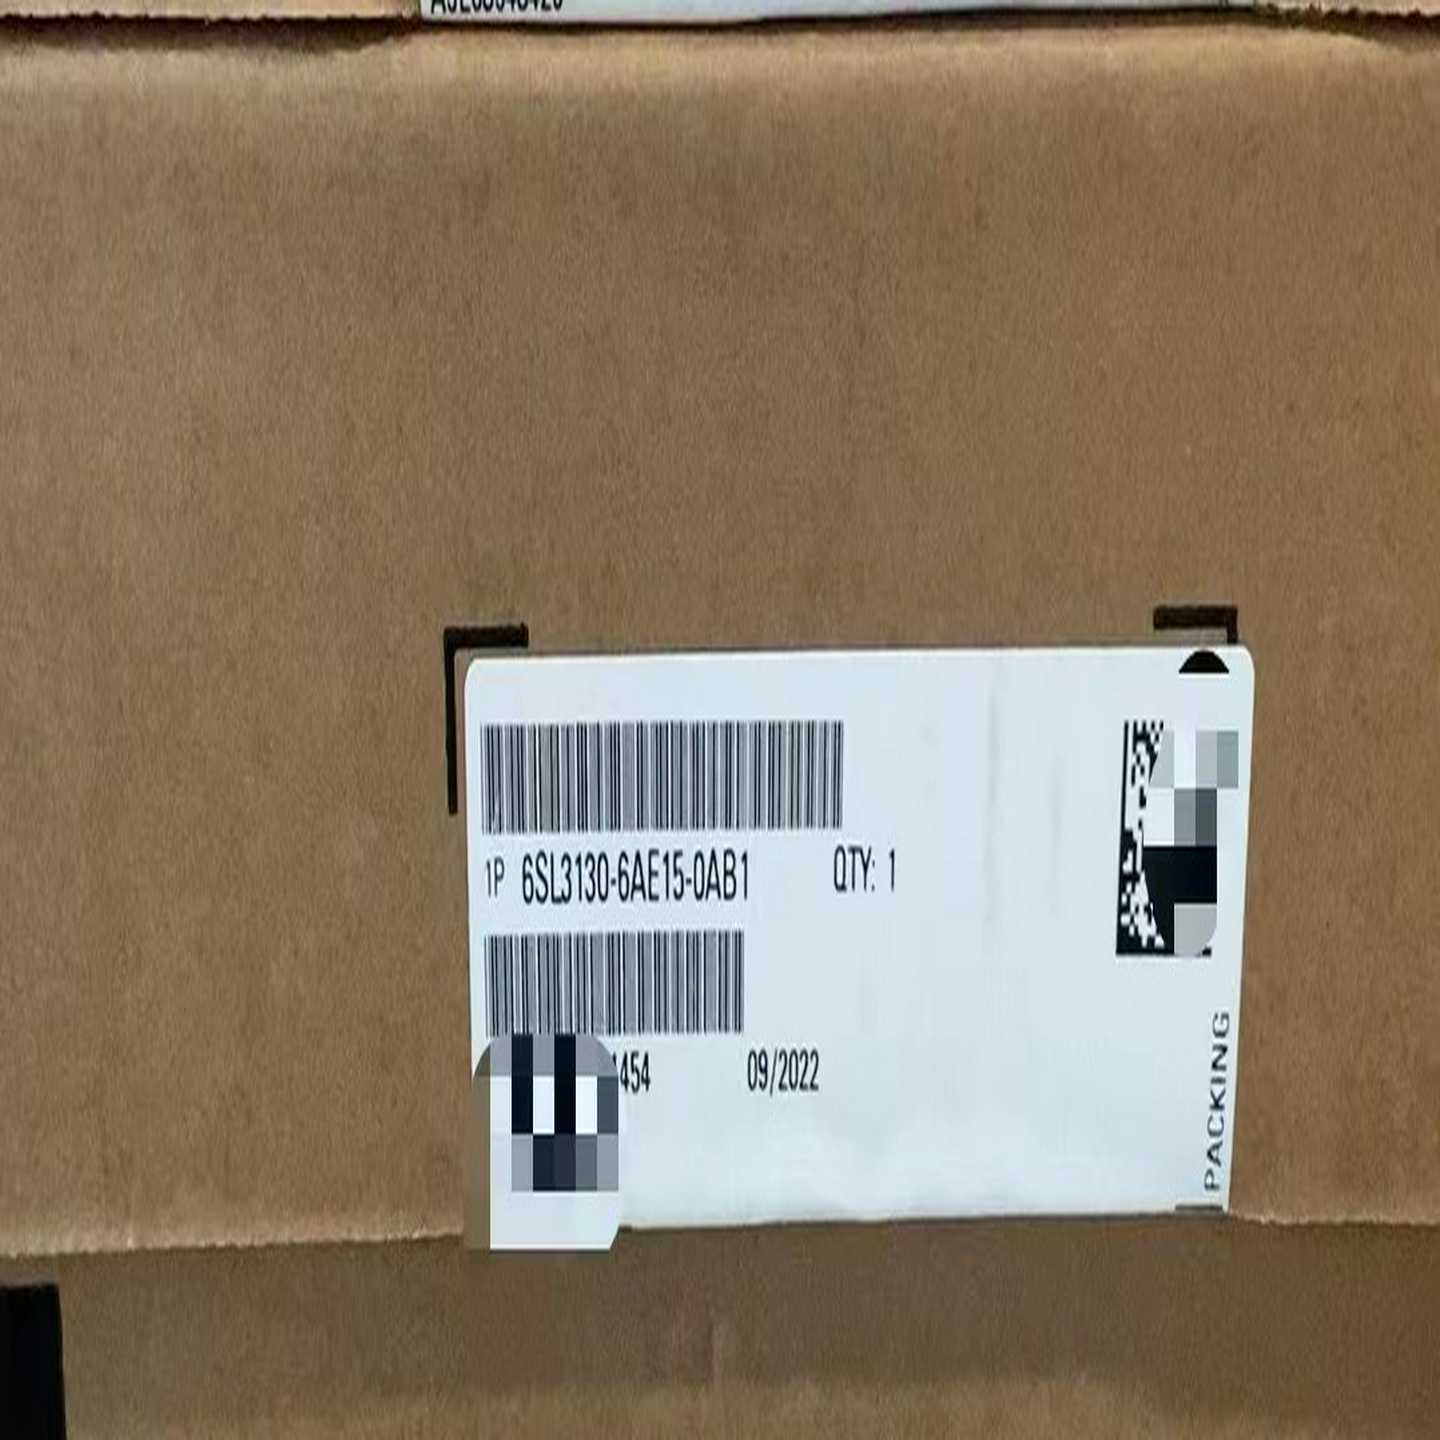 1P 6SL3130-6AE15-0AB1 QTY: 1
454 09/2022
PACKING